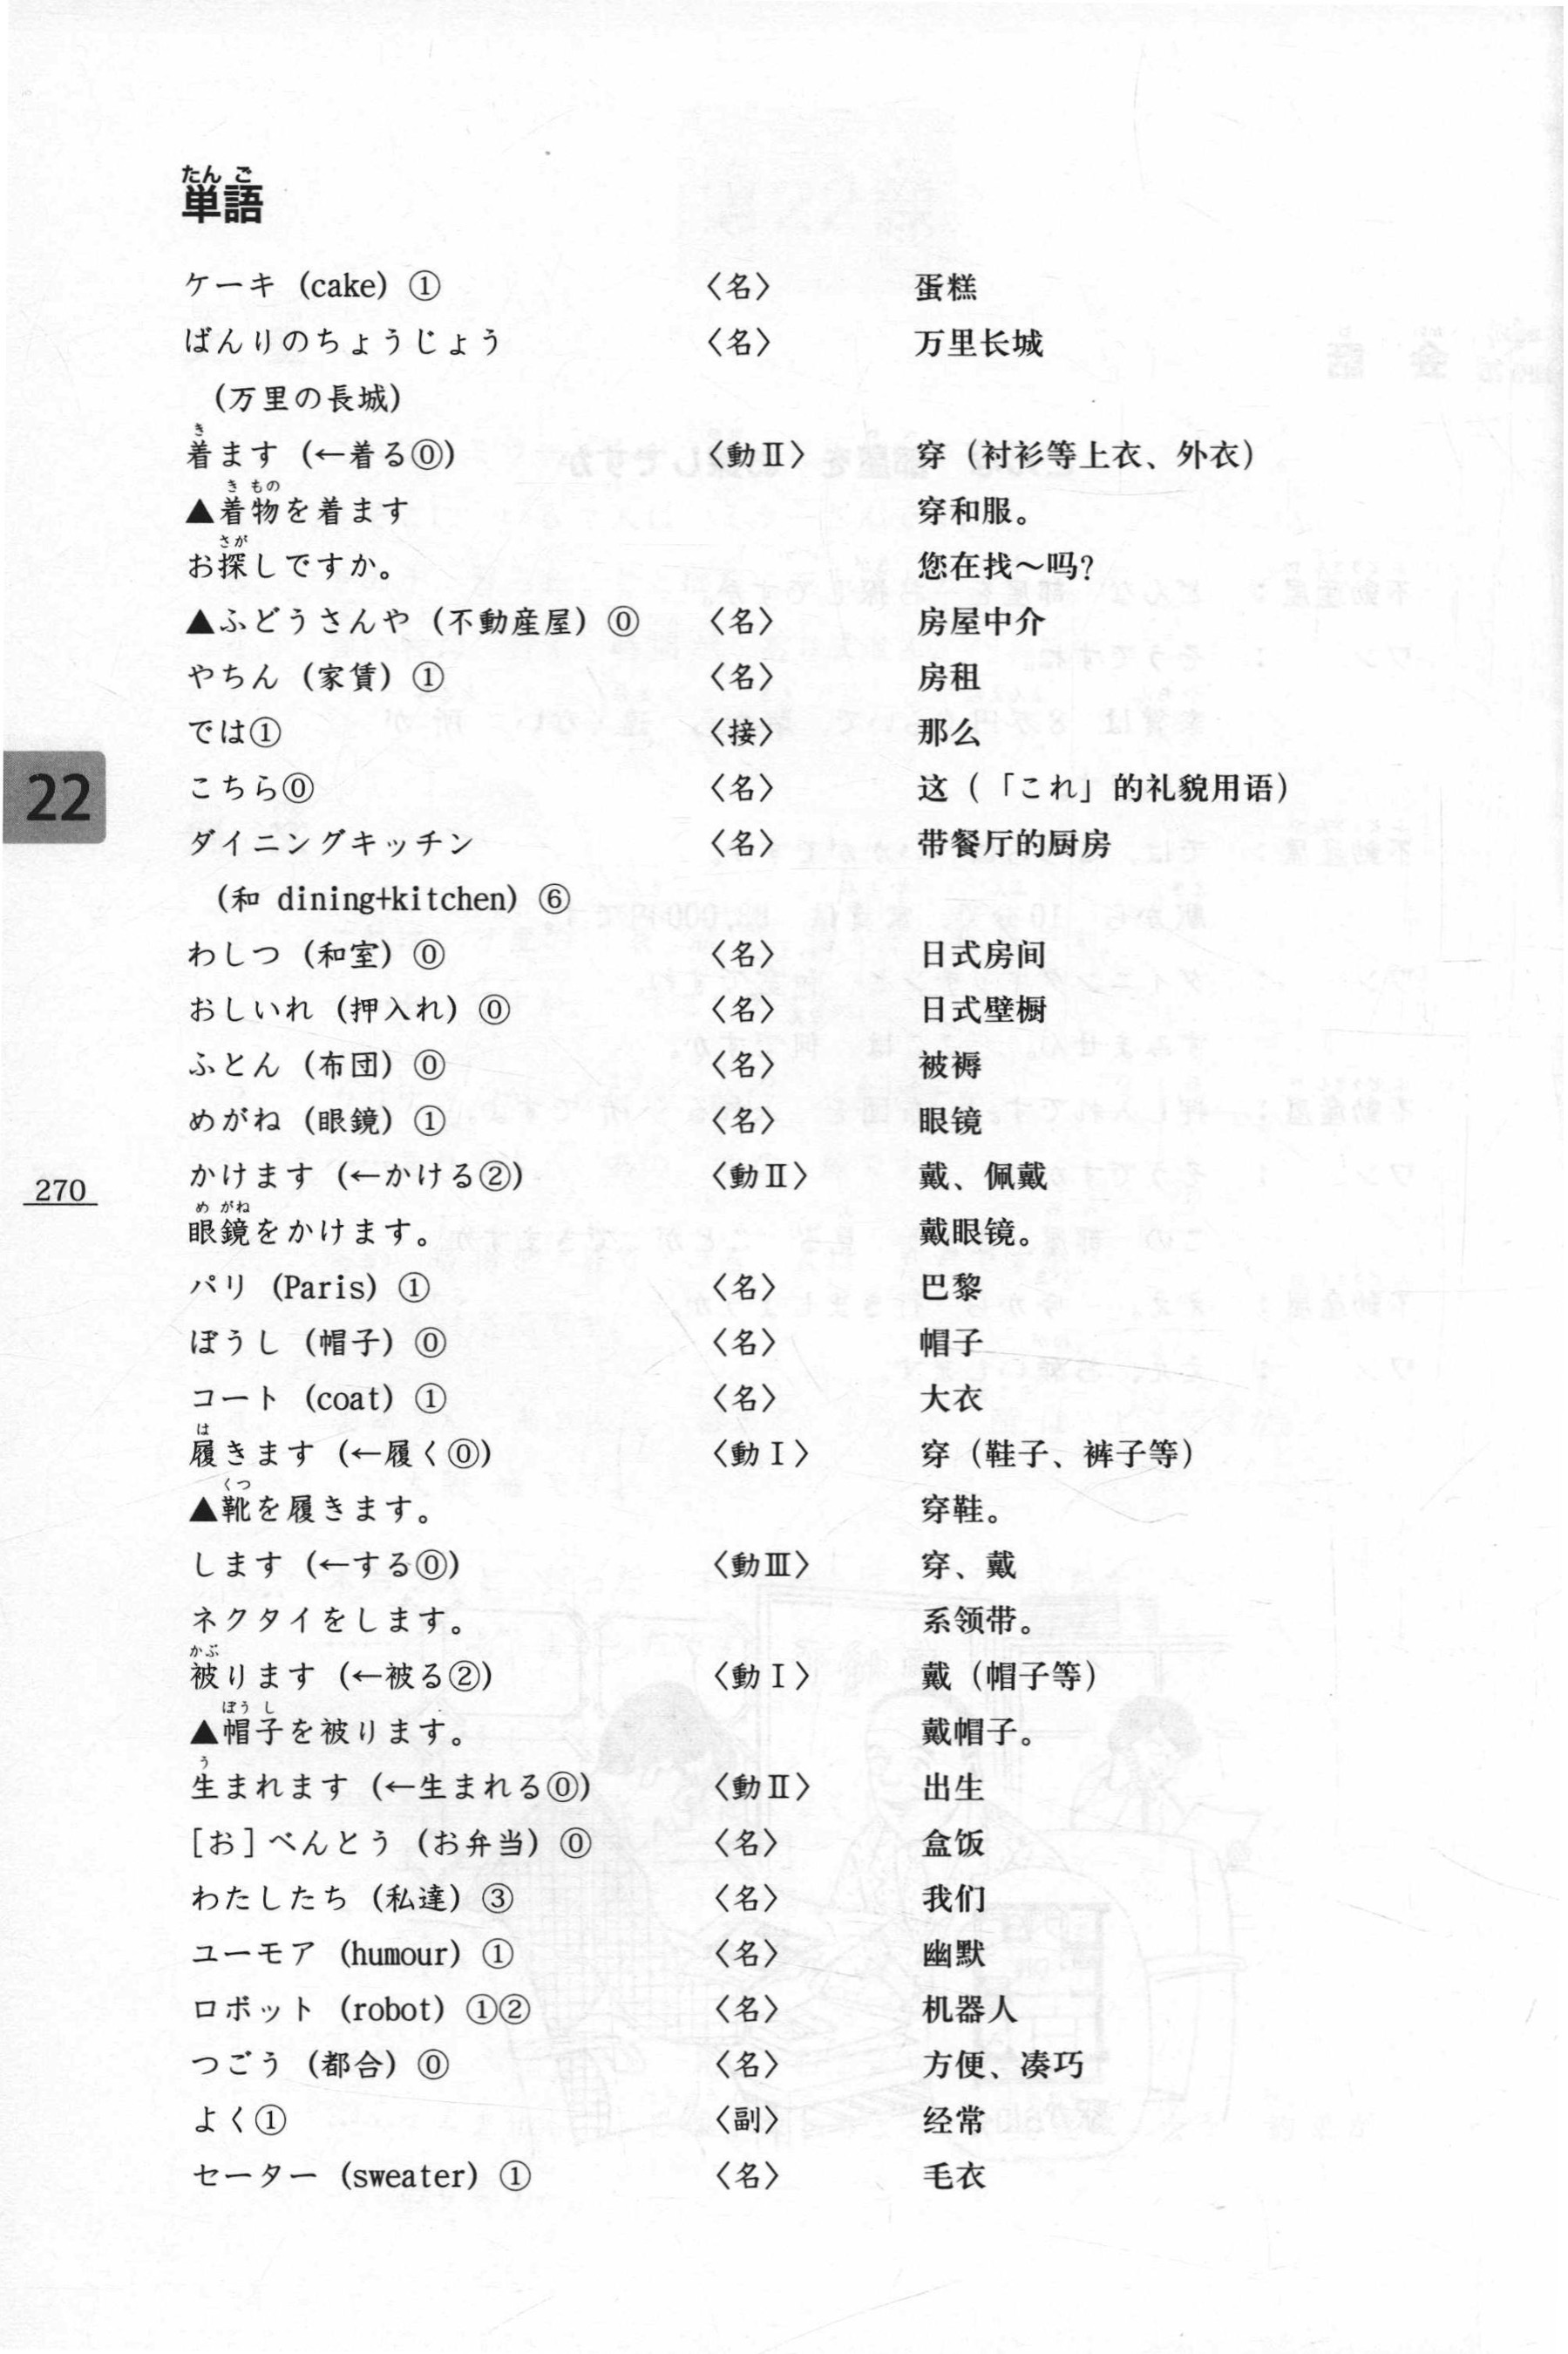 たんご
単語
ケーキ (cake) ① 〈名〉 蛋糕
ばんりのちょうじょう 〈名〉 万里长城
(万里の長城)
き
着ます (←着る⓪) 〈動Ⅱ〉 穿（衬衫等上衣、外衣）
き もの
▲着物を着ます 穿和服。
さが
お探しですか。 您在找～吗?
▲ふどうさんや (不動産屋) ⓪ 〈名〉 房屋中介
やちん (家賃) ① 〈名〉 房租
では① 〈接〉 那么
こちら⓪ 〈名〉 这（「これ」的礼貌用语）
ダイニングキッチン 〈名〉 带餐厅的厨房
(和 dining+kitchen) ⑥
わしつ (和室) ⓪ 〈名〉 日式房间
おしいれ (押入れ) ⓪ 〈名〉 日式壁橱
ふとん (布団) ⓪ 〈名〉 被褥
めがね (眼鏡) ① 〈名〉 眼镜
かけます (←かける②) 〈動Ⅱ〉 戴、佩戴
め がね
眼鏡をかけます。 戴眼镜。
パリ (Paris) ① 〈名〉 巴黎
ぼうし (帽子) ⓪ 〈名〉 帽子
コート (coat) ① 〈名〉 大衣
は
履きます (←履く⓪) 〈動Ⅰ〉 穿（鞋子、裤子等）
くつ
▲靴を履きます。 穿鞋。
します (←する⓪) 〈動Ⅲ〉 穿、戴
ネクタイをします。 系领带。
かぶ
被ります (←被る②) 〈動Ⅰ〉 戴（帽子等）
ぼう し
▲帽子を被ります。 戴帽子。
う
生まれます (←生まれる⓪) 〈動Ⅱ〉 出生
[お]べんとう (お弁当) ⓪ 〈名〉 盒饭
わたしたち (私達) ③ 〈名〉 我们
ユーモア (humour) ① 〈名〉 幽默
ロボット (robot) ①② 〈名〉 机器人
つごう (都合) ⓪ 〈名〉 方便、凑巧
よく① 〈副〉 经常
セーター (sweater) ① 〈名〉 毛衣
22
270